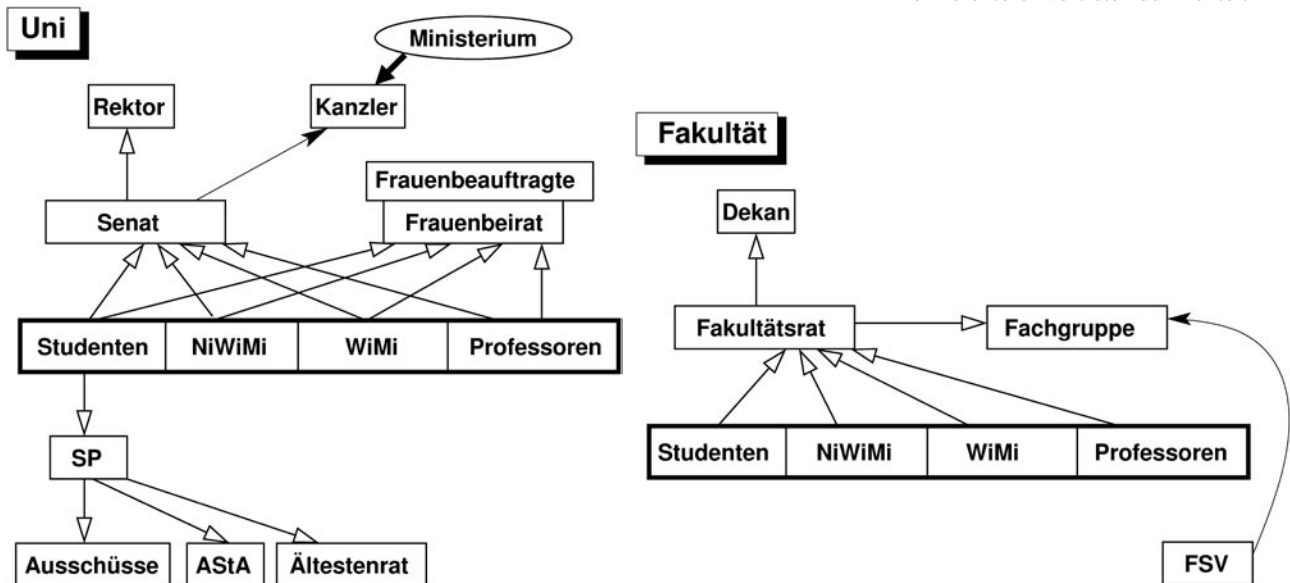 Uni
Ministerium
Rektor
Kanzler
Frauenbeauftragte
Senat
Frauenbeirat
Studenten NiWiMi WiMi Professoren
SP
Ausschüsse AStA Ältestenrat
Fakultät
Dekan
Fakultätsrat
Fachgruppe
Studenten NiWiMi WiMi Professoren
FSV